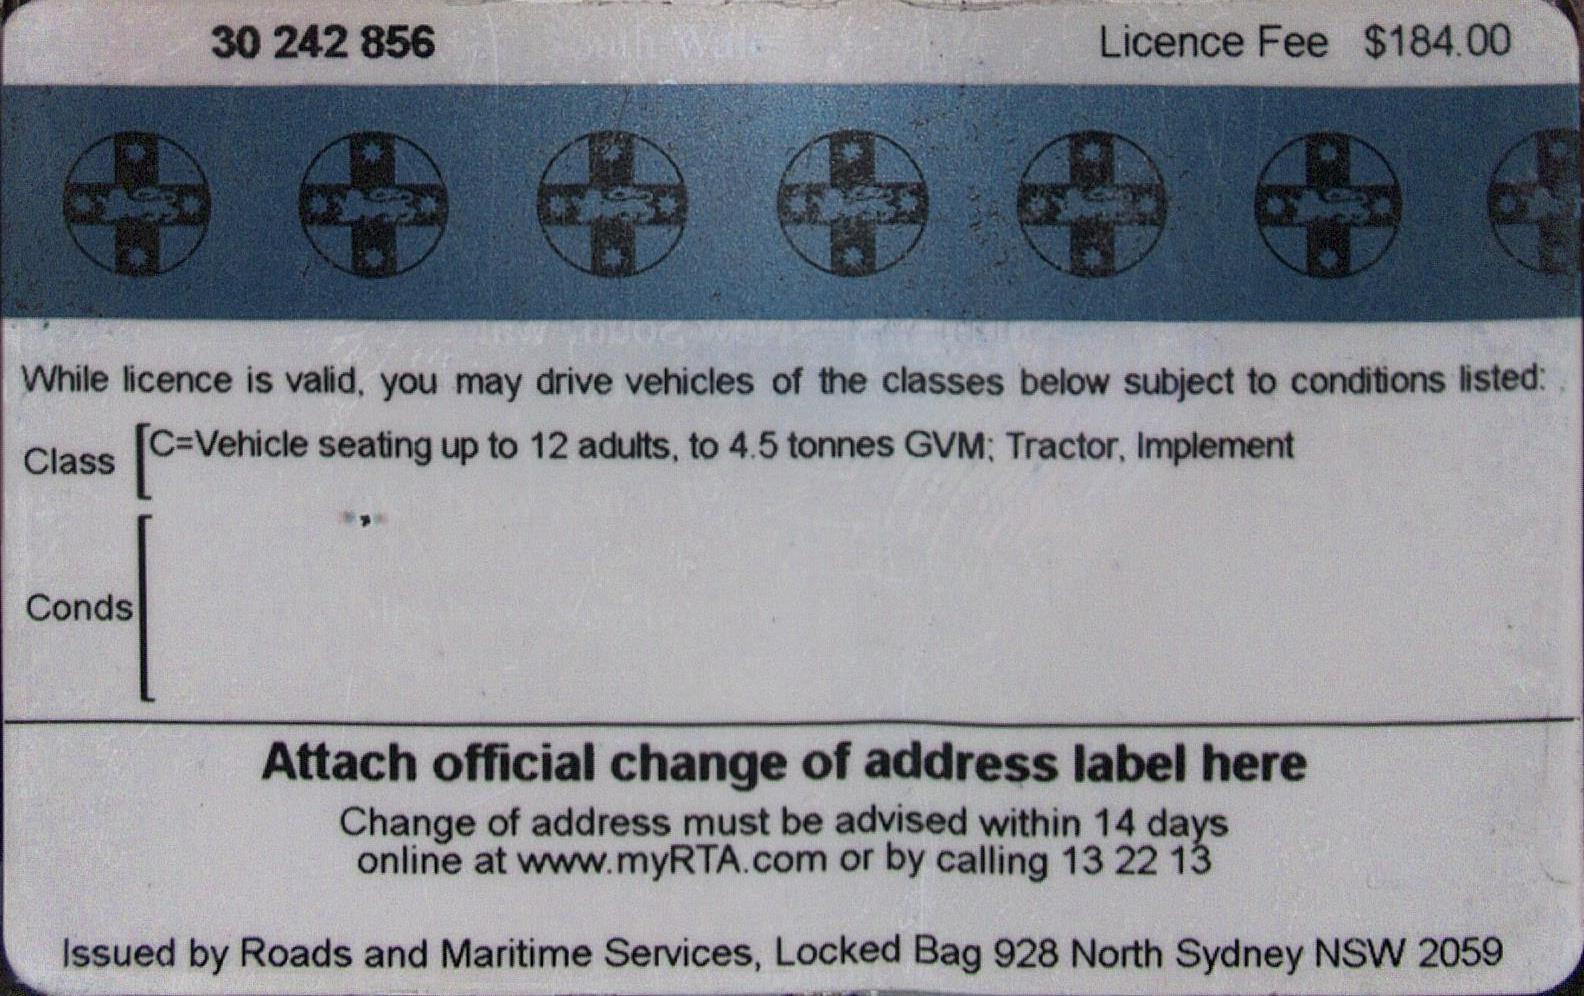 30 242 856 Licence Fee $184.00
While licence is valid, you may drive vehicles of the classes below subject to conditions listed:
Class C=Vehicle seating up to 12 adults, to 4.5 tonnes GVM; Tractor, Implement
Conds
Attach official change of address label here
Change of address must be advised within 14 days
online at www.myRTA.com or by calling 13 22 13
Issued by Roads and Maritime Services, Locked Bag 928 North Sydney NSW 2059